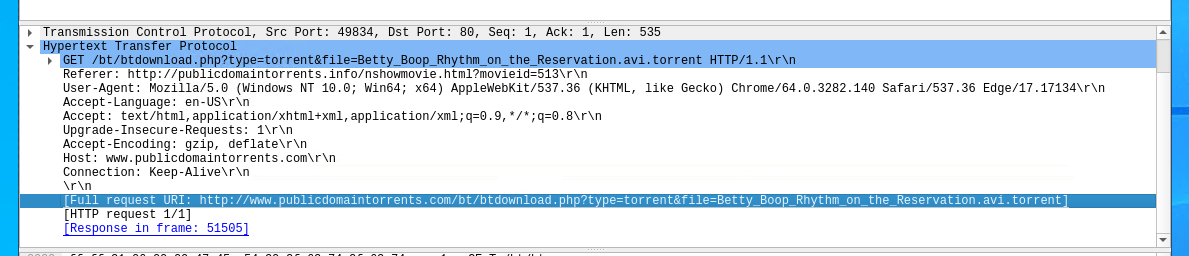 Transmission Control Protocol, Src Port: 49834, Dst Port: 80, Seq: 1, Ack: 1, Len: 535
Hypertext Transfer Protocol
GET /bt/btdownload.php?type=torrent&file=Betty_Boop_Rhythm_on_the_Reservation.avi.torrent HTTP/1.1\r\n
Referer: http://publicdomaintorrents.info/nshowmovie.html?movieid=513\r\n
User-Agent: Mozilla/5.0 (Windows NT 10.0; Win64; x64) AppleWebKit/537.36 (KHTML, like Gecko) Chrome/64.0.3282.140 Safari/537.36 Edge/17.17134\r\n
Accept-Language: en-US\r\n
Accept: text/html,application/xhtml+xml,application/xml;q=0.9,*/*;q=0.8\r\n
Upgrade-Insecure-Requests: 1\r\n
Accept-Encoding: gzip, deflate\r\n
Host: www.publicdomaintorrents.com\r\n
Connection: Keep-Alive\r\n
\r\n
[Full request URI: http://www.publicdomaintorrents.com/bt/btdownload.php?type=torrent&file=Betty_Boop_Rhythm_on_the_Reservation.avi.torrent]
[HTTP request 1/1]
[Response in frame: 51505]